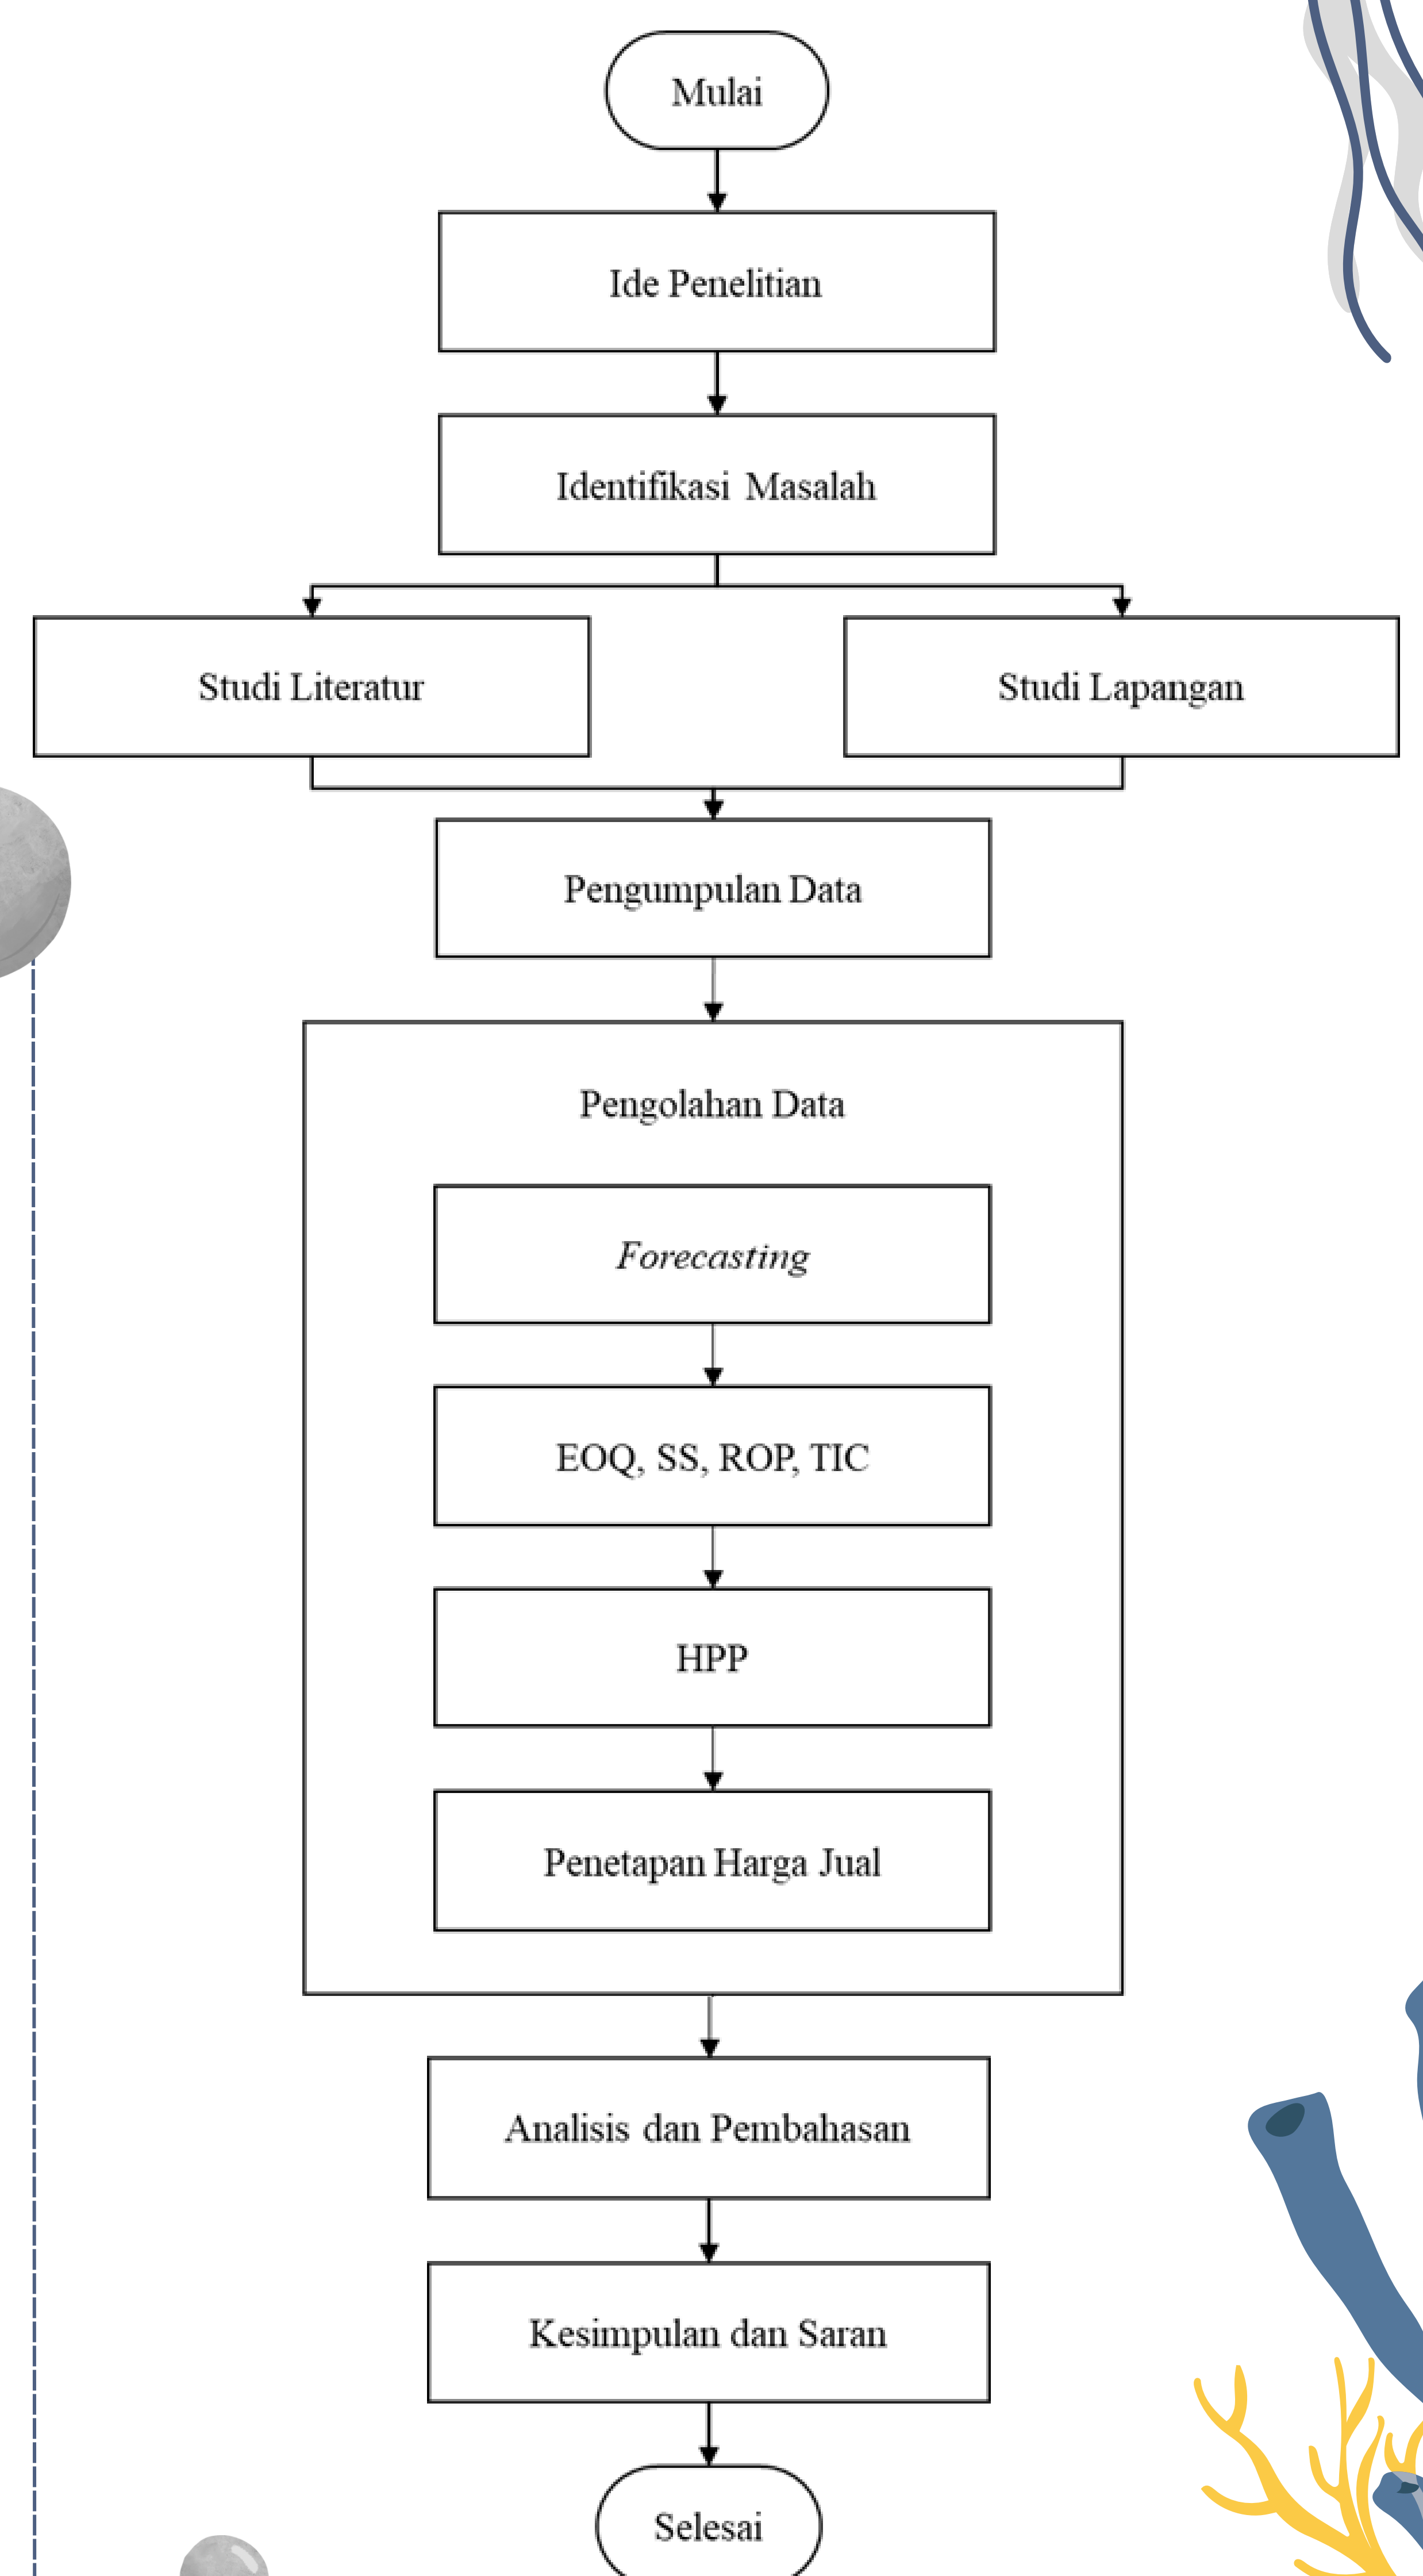 Mulai
Ide Penelitian
Identifikasi Masalah
Studi Literatur
Studi Lapangan
Pengumpulan Data
Pengolahan Data
Forecasting
EOQ, SS, ROP, TIC
HPP
Penetapan Harga Jual
Analisis dan Pembahasan
Kesimpulan dan Saran
Selesai